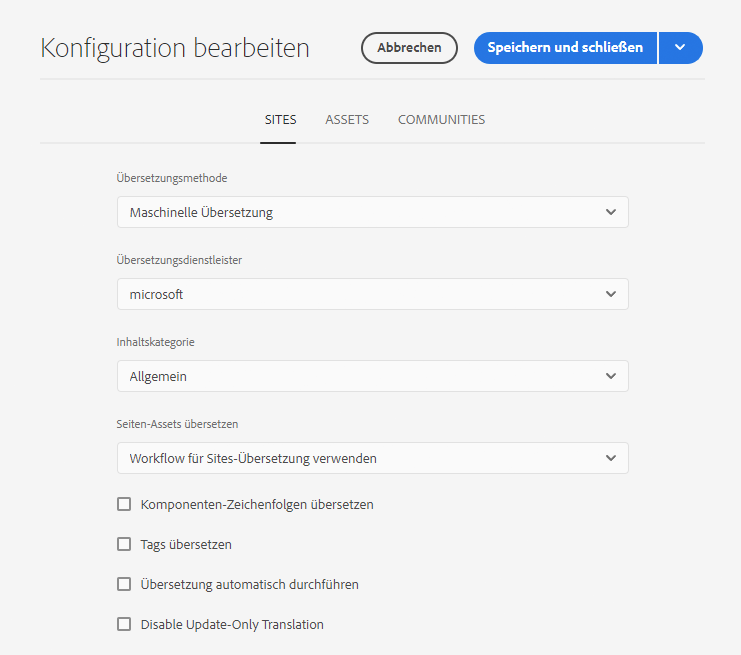 Konfiguration bearbeiten
Abbrechen
Speichern und schließen
SITES
ASSETS
COMMUNITIES
Übersetzungsmethode
Maschinelle Übersetzung
Übersetzungsdienstleister
microsoft
Inhaltskategorie
Allgemein
Seiten-Assets übersetzen
Workflow für Sites-Übersetzung verwenden
Komponenten-Zeichenfolgen übersetzen
Tags übersetzen
Übersetzung automatisch durchführen
Disable Update-Only Translation